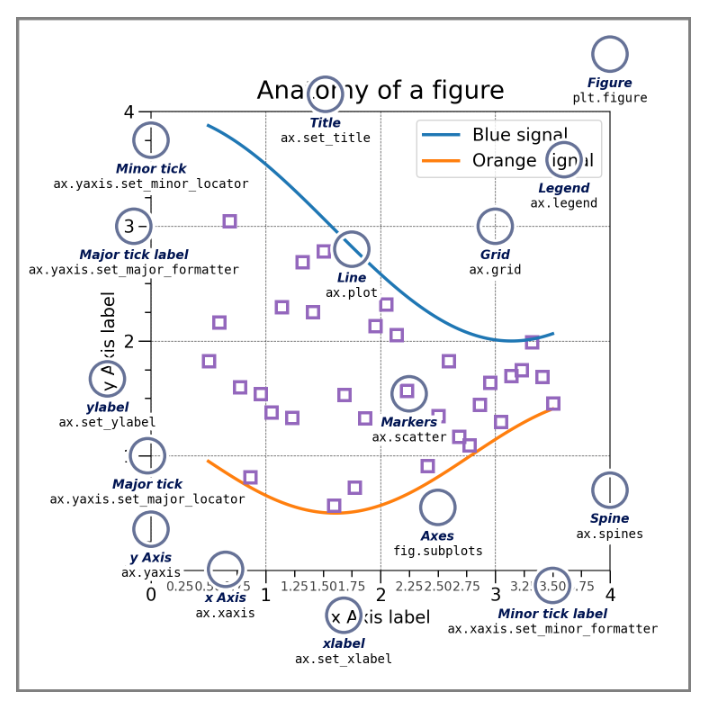 Figure
plt.figure
Anatomy of a figure
Title
ax.set_title
4
Blue signal
Orange signal
Legend
ax.legend
Minor tick
ax.yaxis.set_minor_locator
3
Major tick label
ax.yaxis.set_major_formatter
Grid
ax.grid
Line
ax.plot
y Axis label
2
ylabel
ax.set_ylabel
Markers
ax.scatter
Major tick
ax.yaxis.set_major_locator
Axes
fig.subplots
Spine
ax.spines
y Axis
ax.yaxis
x Axis
ax.xaxis
0.25 1.25 1.50 1.75 2.25 2.50 2.75 3.50
0 1 2 3 4
x Axis label
Minor tick label
ax.xaxis.set_minor_formatter
xlabel
ax.set_xlabel